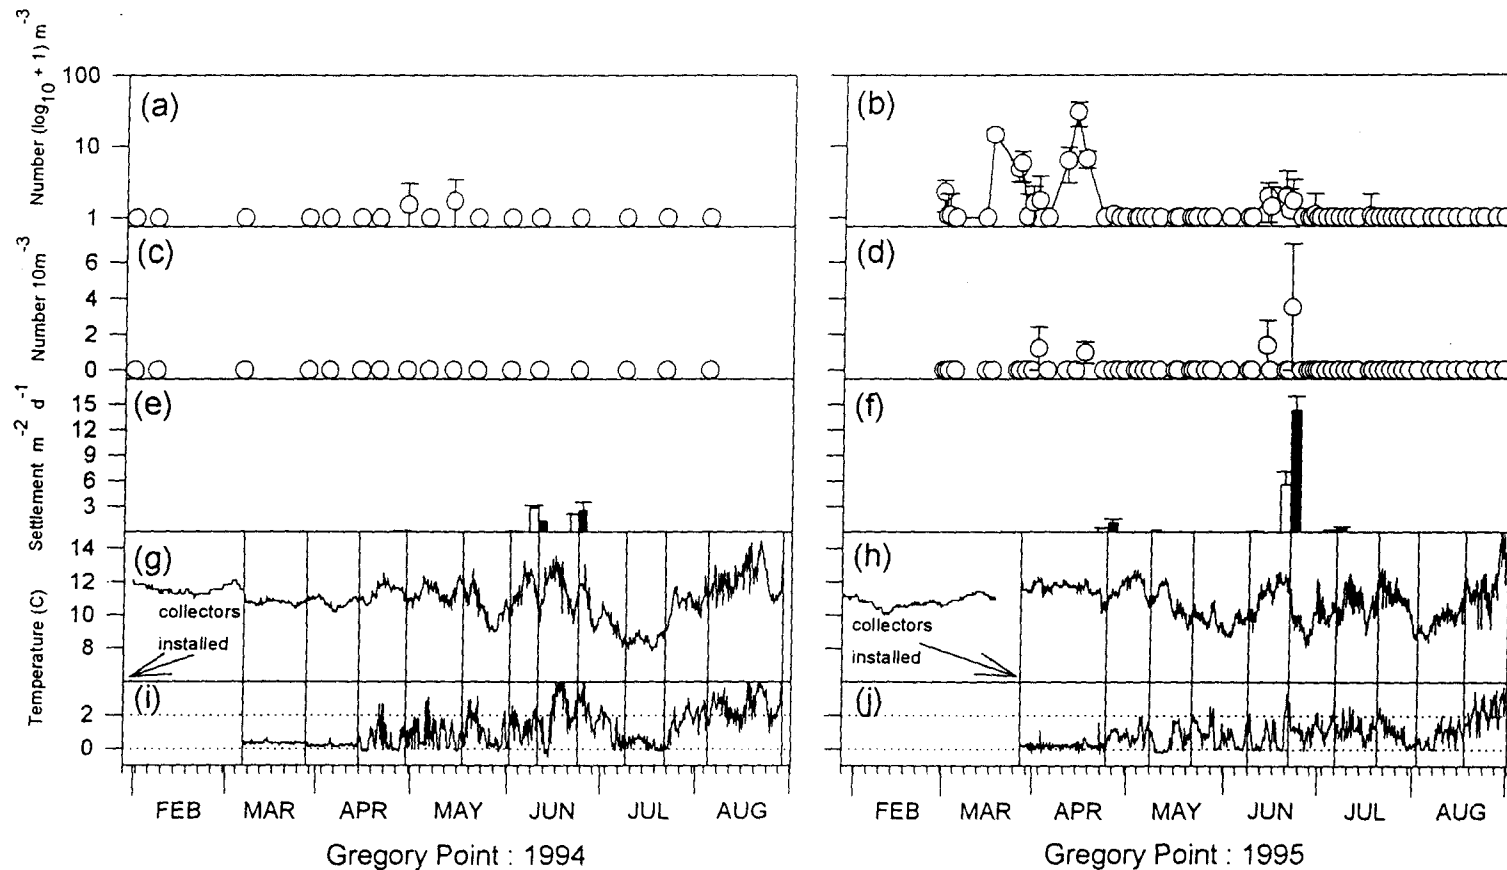 Number (log10 + 1) m-3
100
10
1
(a)
(b)
Number 10m-3
6
4
2
0
(c)
(d)
Settlement m-2 d-1
15
12
9
6
3
(e)
(f)
Temperature (C)
14
12
10
8
(g)
collectors
installed
(h)
collectors
installed
2
0
(i)
(j)
FEB MAR APR MAY JUN JUL AUG
FEB MAR APR MAY JUN JUL AUG
Gregory Point : 1994
Gregory Point : 1995